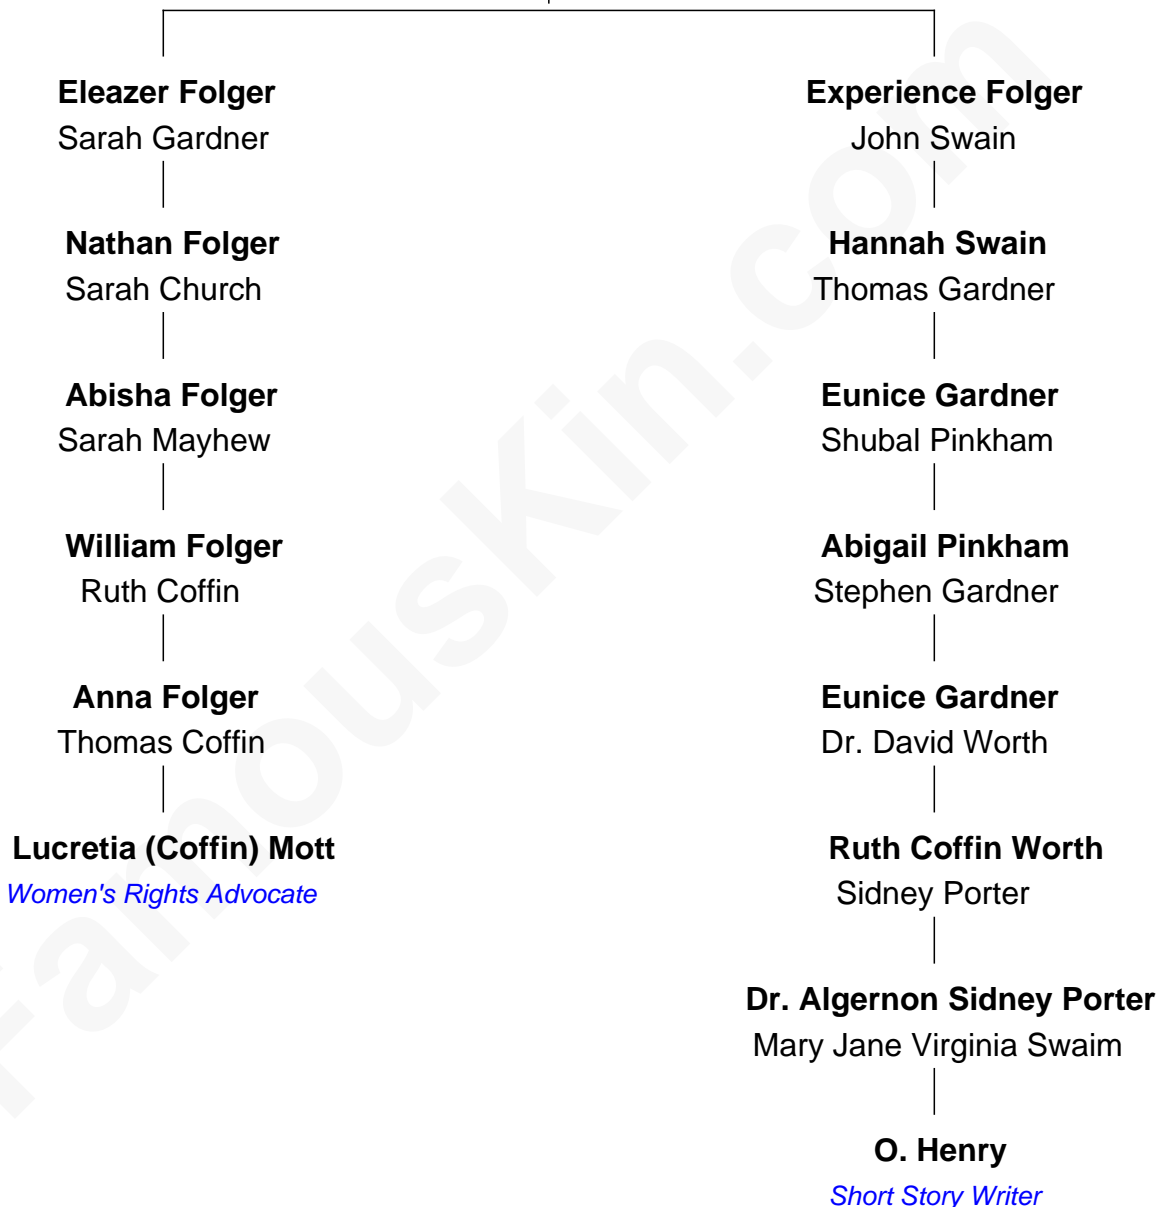 Eleazer Folger
Sarah Gardner
Nathan Folger
Sarah Church
Abisha Folger
Sarah Mayhew
William Folger
Ruth Coffin
Anna Folger
Thomas Coffin
Lucretia (Coffin) Mott
Women's Rights Advocate
Experience Folger
John Swain
Hannah Swain
Thomas Gardner
Eunice Gardner
Shubal Pinkham
Abigail Pinkham
Stephen Gardner
Eunice Gardner
Dr. David Worth
Ruth Coffin Worth
Sidney Porter
Dr. Algernon Sidney Porter
Mary Jane Virginia Swaim
O. Henry
Short Story Writer
FamousKin.com